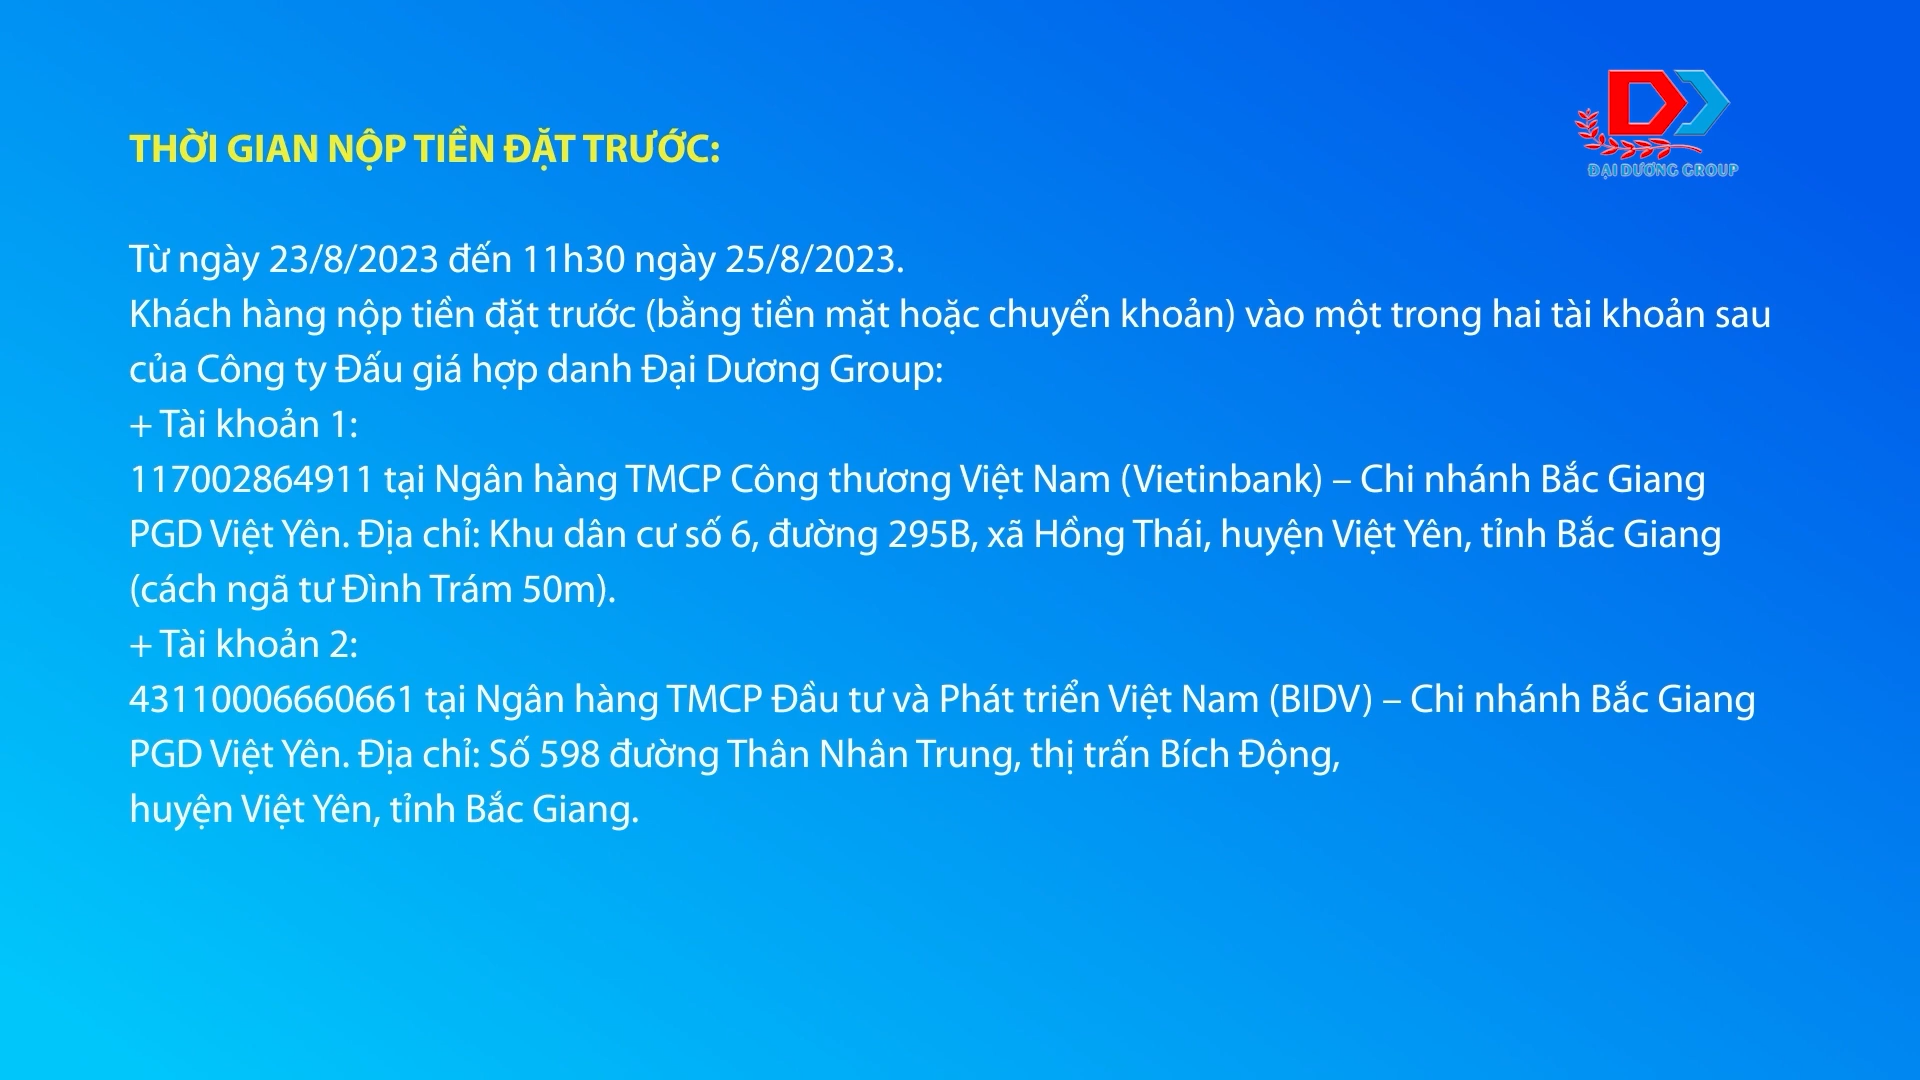 ĐẠI DƯƠNG GROUP
THỜI GIAN NỘP TIỀN ĐẶT TRƯỚC:
Từ ngày 23/8/2023 đến 11h30 ngày 25/8/2023.
Khách hàng nộp tiền đặt trước (bằng tiền mặt hoặc chuyển khoản) vào một trong hai tài khoản sau
của Công ty Đấu giá hợp danh Đại Dương Group:
+ Tài khoản 1:
117002864911 tại Ngân hàng TMCP Công thương Việt Nam (Vietinbank) – Chi nhánh Bắc Giang
PGD Việt Yên. Địa chỉ: Khu dân cư số 6, đường 295B, xã Hồng Thái, huyện Việt Yên, tỉnh Bắc Giang
(cách ngã tư Đình Trám 50m).
+ Tài khoản 2:
43110006660661 tại Ngân hàng TMCP Đầu tư và Phát triển Việt Nam (BIDV) – Chi nhánh Bắc Giang
PGD Việt Yên. Địa chỉ: Số 598 đường Thân Nhân Trung, thị trấn Bích Động,
huyện Việt Yên, tỉnh Bắc Giang.